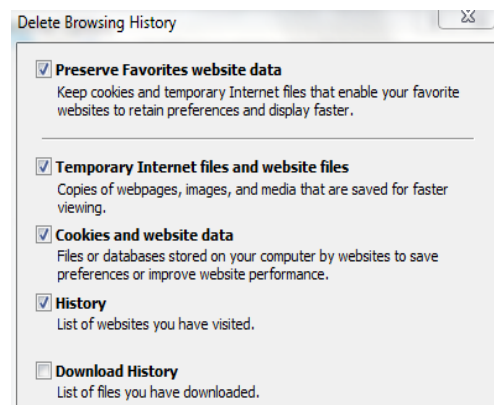 Delete Browsing History
Preserve Favorites website data
Keep cookies and temporary Internet files that enable your favorite
websites to retain preferences and display faster.
Temporary Internet files and website files
Copies of webpages, images, and media that are saved for faster
viewing.
Cookies and website data
Files or databases stored on your computer by websites to save
preferences or improve website performance.
History
List of websites you have visited.
Download History
List of files you have downloaded.